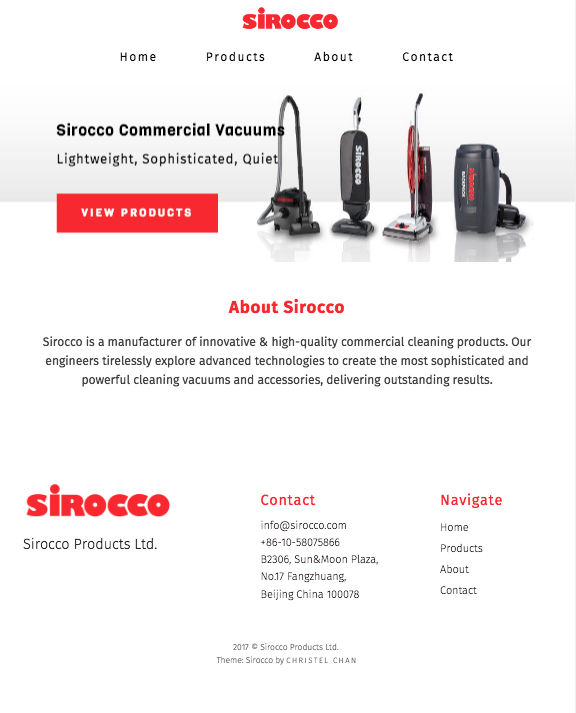 sirocco
Home Products About Contact
Sirocco Commercial Vacuums
Lightweight, Sophisticated, Quiet
VIEW PRODUCTS
SIROCCO
About Sirocco
Sirocco is a manufacturer of innovative & high-quality commercial cleaning products. Our
engineers tirelessly explore advanced technologies to create the most sophisticated and
powerful cleaning vacuums and accessories, delivering outstanding results.
sirocco
Sirocco Products Ltd.
Contact
info@sirocco.com
+86-10-58075866
B2306, Sun&Moon Plaza,
No.17 Fangzhuang,
Beijing China 100078
Navigate
Home
Products
About
Contact
2017 © Sirocco Products Ltd.
Theme: Sirocco by CHRISTEL CHAN